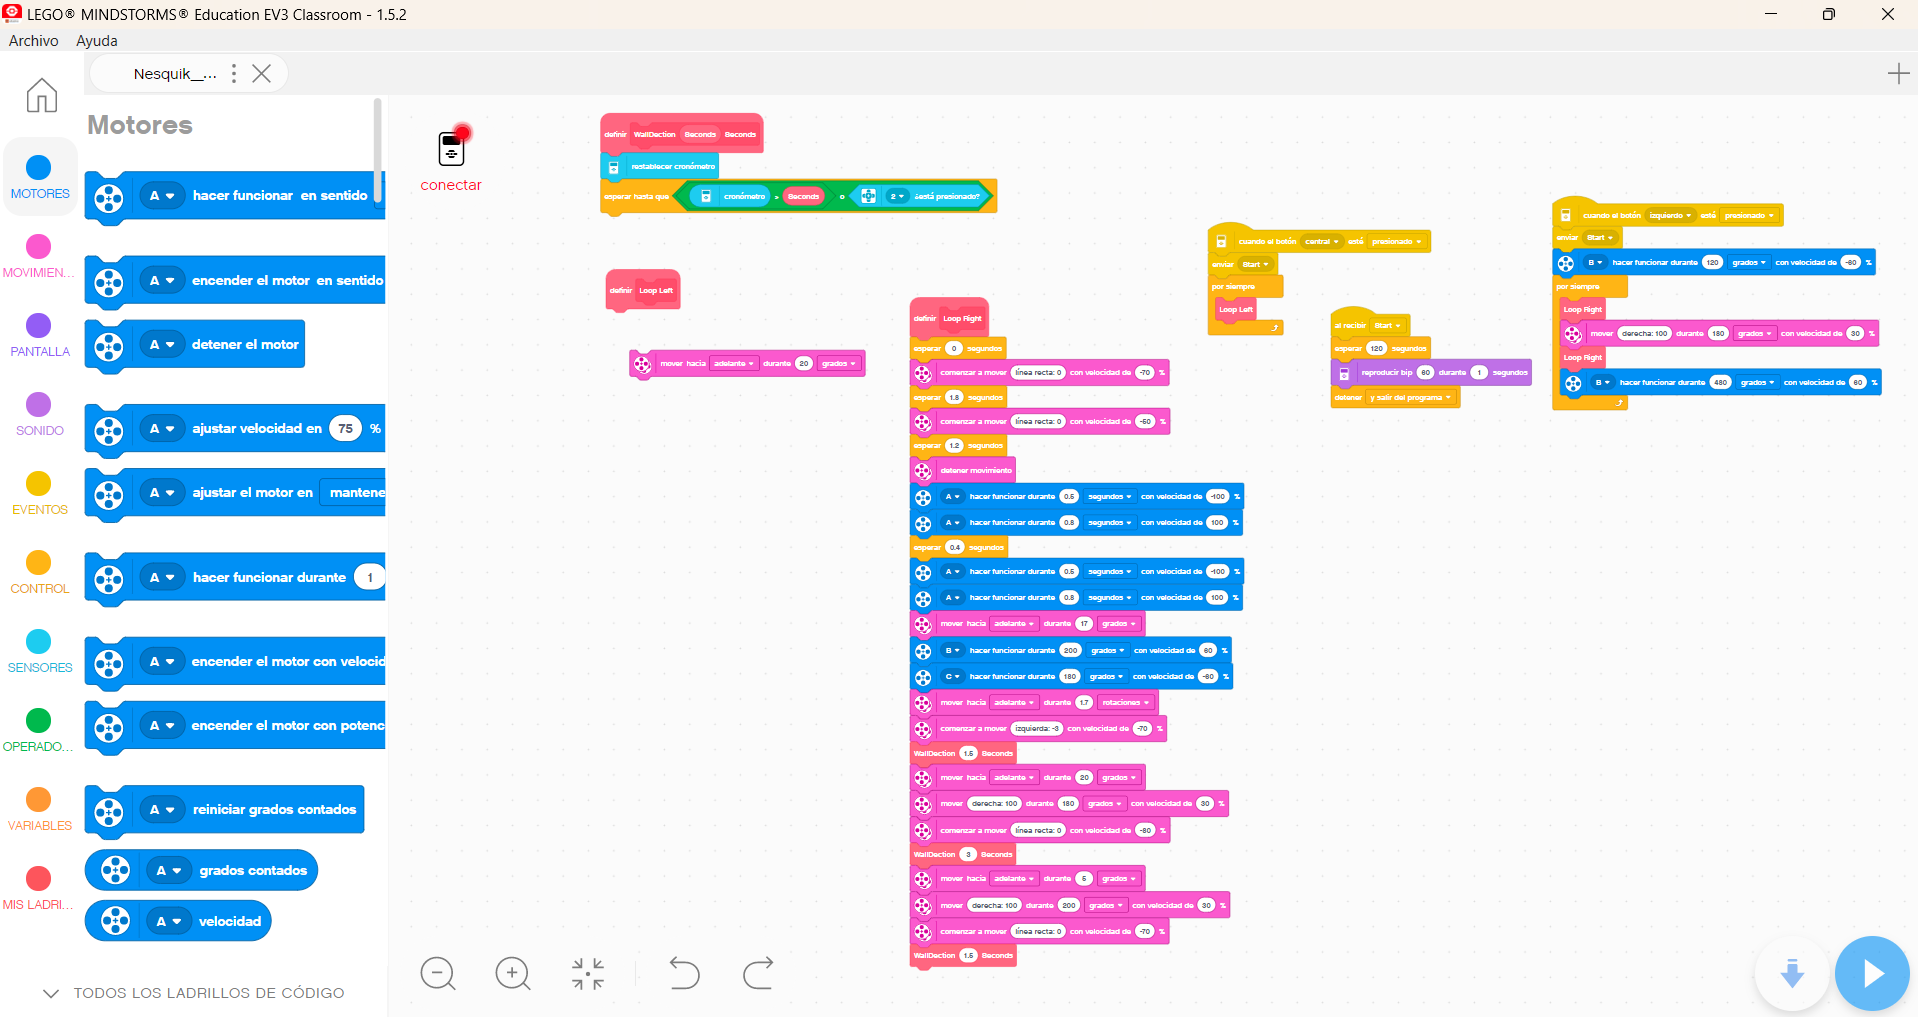 LEGO® MINDSTORMS® Education EV3 Classroom - 1.5.2
Archivo Ayuda
Nesquik__...
Motores
MOTORES
MOVIMIEN...
PANTALLA
SONIDO
EVENTOS
CONTROL
SENSORES
OPERADO...
VARIABLES
MIS LADRI...
A hacer funcionar en sentido
A encender el motor en sentido
A detener el motor
A ajustar velocidad en 75 %
A ajustar el motor en mantene
A hacer funcionar durante 1
A encender el motor con velocid
A encender el motor con potenc
A reiniciar grados contados
A grados contados
A velocidad
TODOS LOS LADRILLOS DE CÓDIGO
conectar
definir WallDection Seconds Seconds
restablecer cronómetro
esperar hasta que cronómetro > Seconds o 2 ¿está presionado?
definir Loop Left
mover hacia adelante durante 20 grados
definir Loop Right
esperar 0 segundos
comenzar a mover línea recta: 0 con velocidad de -70 %
esperar 1.8 segundos
comenzar a mover línea recta: 0 con velocidad de -50 %
esperar 1.2 segundos
detener movimiento
A hacer funcionar durante 0.5 segundos con velocidad de -100 %
A hacer funcionar durante 0.8 segundos con velocidad de 100 %
esperar 0.4 segundos
A hacer funcionar durante 0.5 segundos con velocidad de -100 %
A hacer funcionar durante 0.8 segundos con velocidad de 100 %
mover hacia adelante durante 17 grados
B hacer funcionar durante 200 grados con velocidad de 60 %
C hacer funcionar durante 180 grados con velocidad de -60 %
mover hacia adelante durante 1.7 rotaciones
comenzar a mover izquierda: -3 con velocidad de -70 %
WallDection 1.5 Seconds
mover hacia adelante durante 20 grados
mover derecha: 100 durante 180 grados con velocidad de 30 %
comenzar a mover línea recta: 0 con velocidad de -80 %
WallDection 3 Seconds
mover hacia adelante durante 5 grados
mover derecha: 100 durante 200 grados con velocidad de 30 %
comenzar a mover línea recta: 0 con velocidad de -70 %
WallDection 1.5 Seconds
cuando el botón central está presionado
enviar Start
por siempre
Loop Left
al recibir Start
esperar 120 segundos
reproducir bip 60 durante 1 segundos
detener y salir del programa
cuando el botón izquierdo está presionado
enviar Start
B hacer funcionar durante 120 grados con velocidad de -60 %
por siempre
Loop Right
mover derecha: 100 durante 180 grados con velocidad de 30 %
Loop Right
B hacer funcionar durante 480 grados con velocidad de 60 %